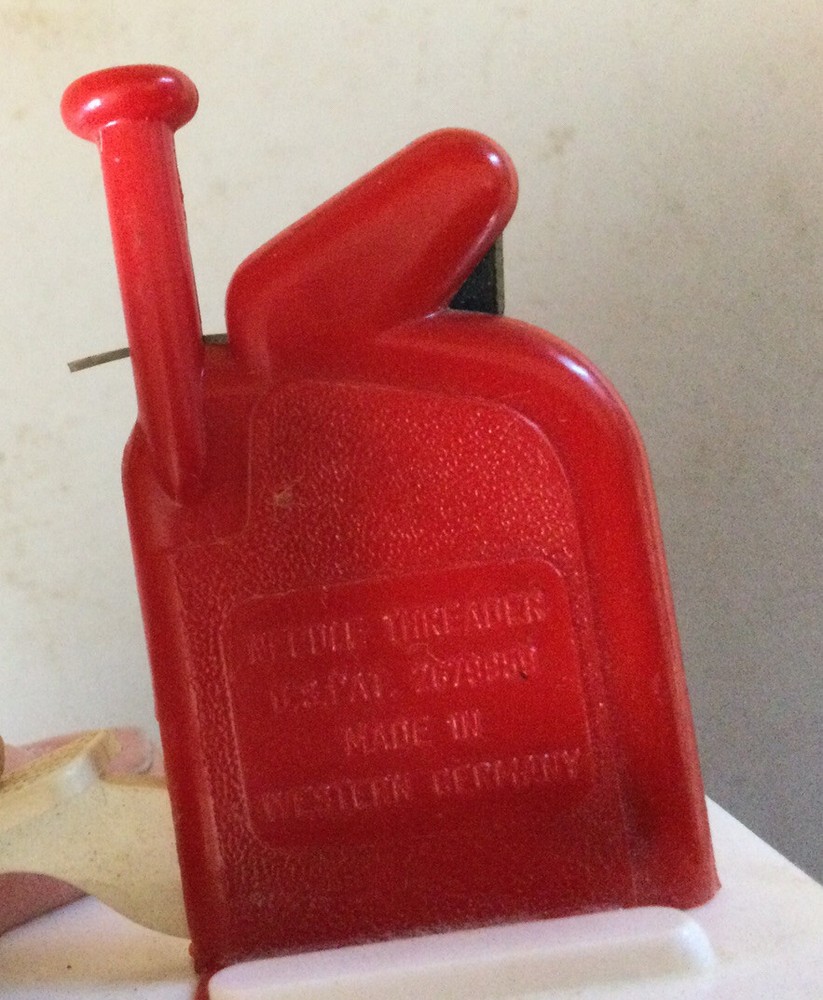 NEEDLE THREADER
U.S.PAT.
MADE IN
WESTERN GERMANY